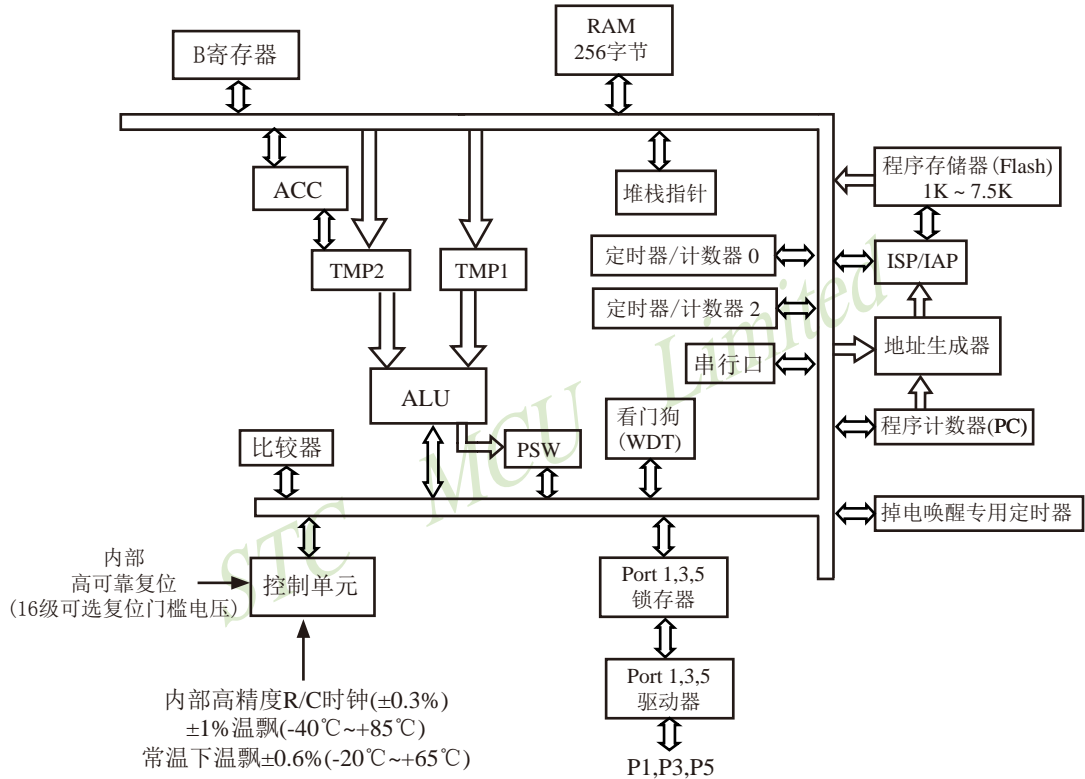 B寄存器
RAM
256字节
ACC
堆栈指针
程序存储器(Flash)
1K ~ 7.5K
TMP2
TMP1
定时器/计数器 0
ISP/IAP
定时器/计数器 2
地址生成器
串行口
ALU
看门狗
(WDT)
程序计数器(PC)
比较器
PSW
掉电唤醒专用定时器
内部
高可靠复位
(16级可选复位门槛电压)
控制单元
Port 1,3,5
锁存器
内部高精度R/C时钟(±0.3%)
±1%温飘(-40℃~+85℃)
常温下温飘±0.6%(-20℃~+65℃)
Port 1,3,5
驱动器
P1,P3,P5
STC MCU Limited